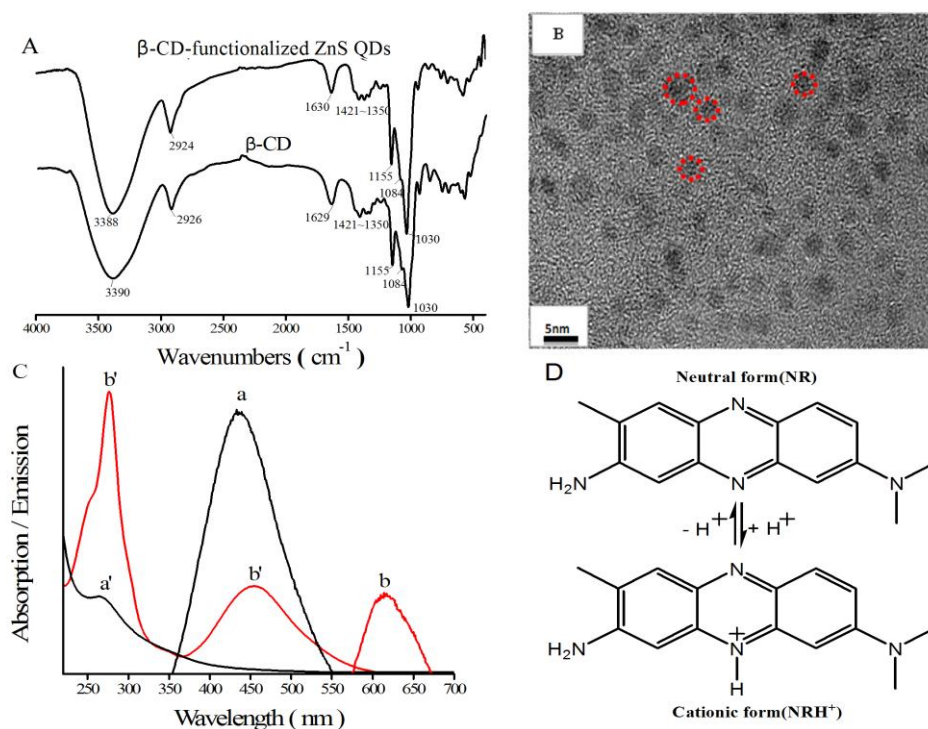 A
β-CD-functionalized ZnS QDs
1630
1421~1350
2924
β-CD
1155
1084
3388
2926
1629
1421~1350
1030
1155
1084
3390
1030
4000 3500 3000 2500 2000 1500 1000 500
Wavenumbers ( cm-1)
B
5nm
C
b'
a
a'
b'
b
Absorption / Emission
250 300 350 400 450 500 550 600 650 700
Wavelength ( nm )
D
Neutral form(NR)
N
H2N
N
N
- H+
+ H+
N
H2N
N+
H
N
Cationic form(NRH+)